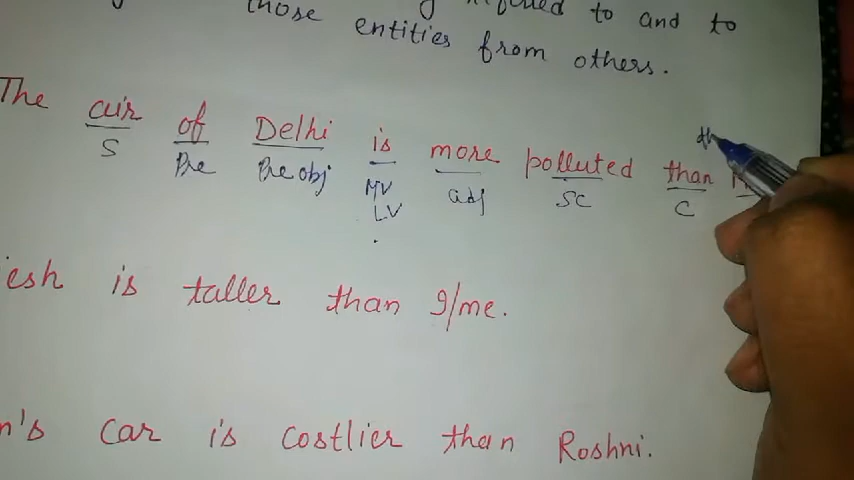 those
to and to
entities from others.
The air of Delhi is more polluted than
S Pre Pre obj MV adj SC C
LV
esh is taller than I/me.
n's car is costlier than Roshni.